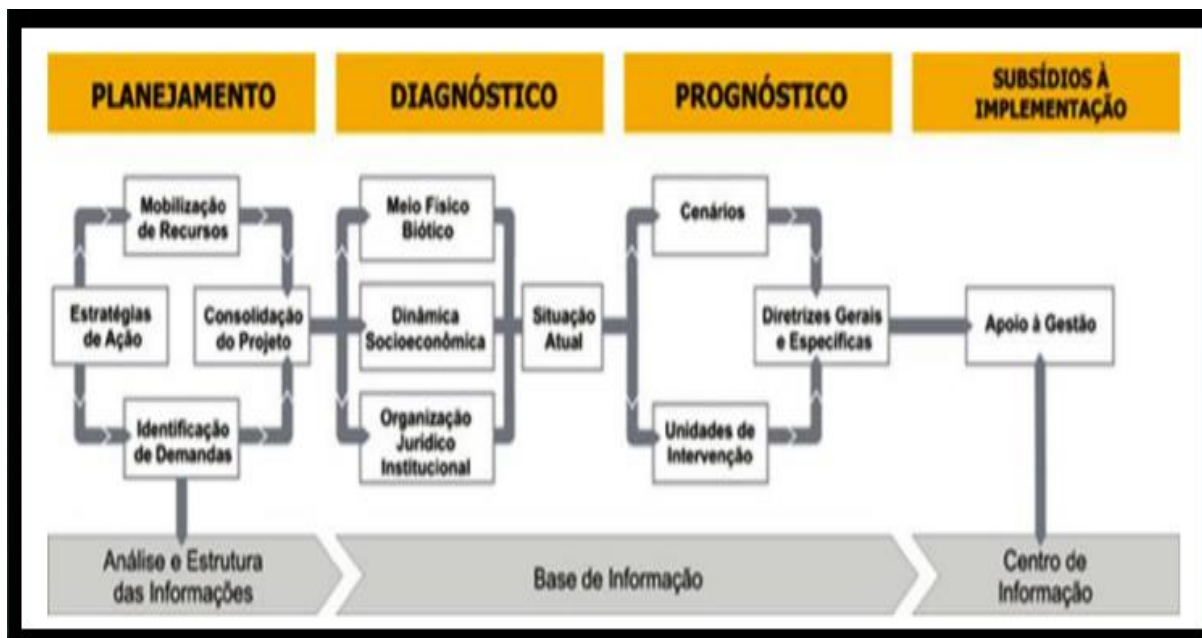 PLANEJAMENTO
DIAGNÓSTICO
PROGNÓSTICO
SUBSÍDIOS À
IMPLEMENTAÇÃO
Mobilização
de Recursos
Estratégias
de Ação
Consolidação
do Projeto
Identificação
de Demandas
Meio Físico
Biótico
Dinâmica
Socioeconômica
Organização
Jurídico
Institucional
Situação
Atual
Cenários
Unidades de
Intervenção
Diretrizes Gerais
e Específicas
Apoio à Gestão
Análise e Estrutura
das Informações
Base de Informação
Centro de
Informação